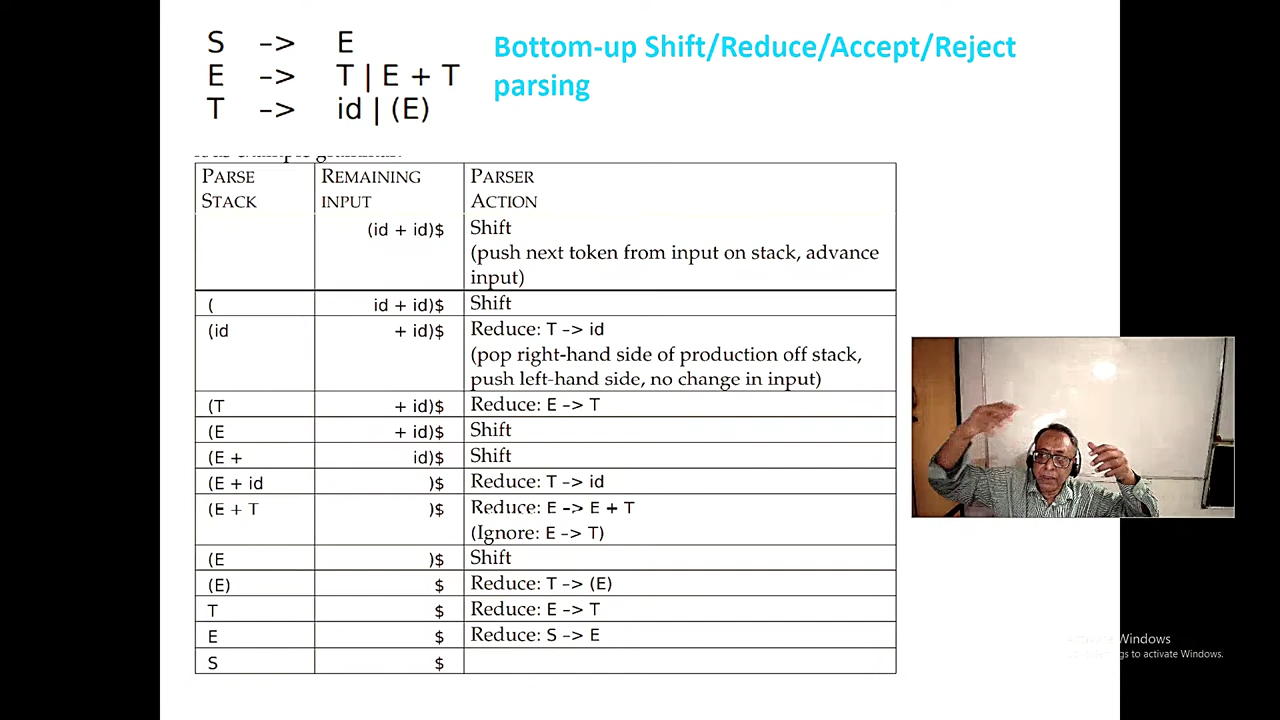 S –> E
E –> T | E + T
T –> id | (E)
Bottom-up Shift/Reduce/Accept/Reject
parsing
PARSE STACK REMAINING INPUT PARSER ACTION
(id + id)$ Shift
(push next token from input on stack, advance
input)
( id + id)$ Shift
(id + id)$ Reduce: T –> id
(pop right-hand side of production off stack,
push left-hand side, no change in input)
(T + id)$ Reduce: E –> T
(E + id)$ Shift
(E + id)$ Shift
(E + id )$ Reduce: T –> id
(E + T )$ Reduce: E –> E + T
(Ignore: E –> T)
(E )$ Shift
(E) $ Reduce: T –> (E)
T $ Reduce: E –> T
E $ Reduce: S –> E
S $
Windows
to activate Windows.